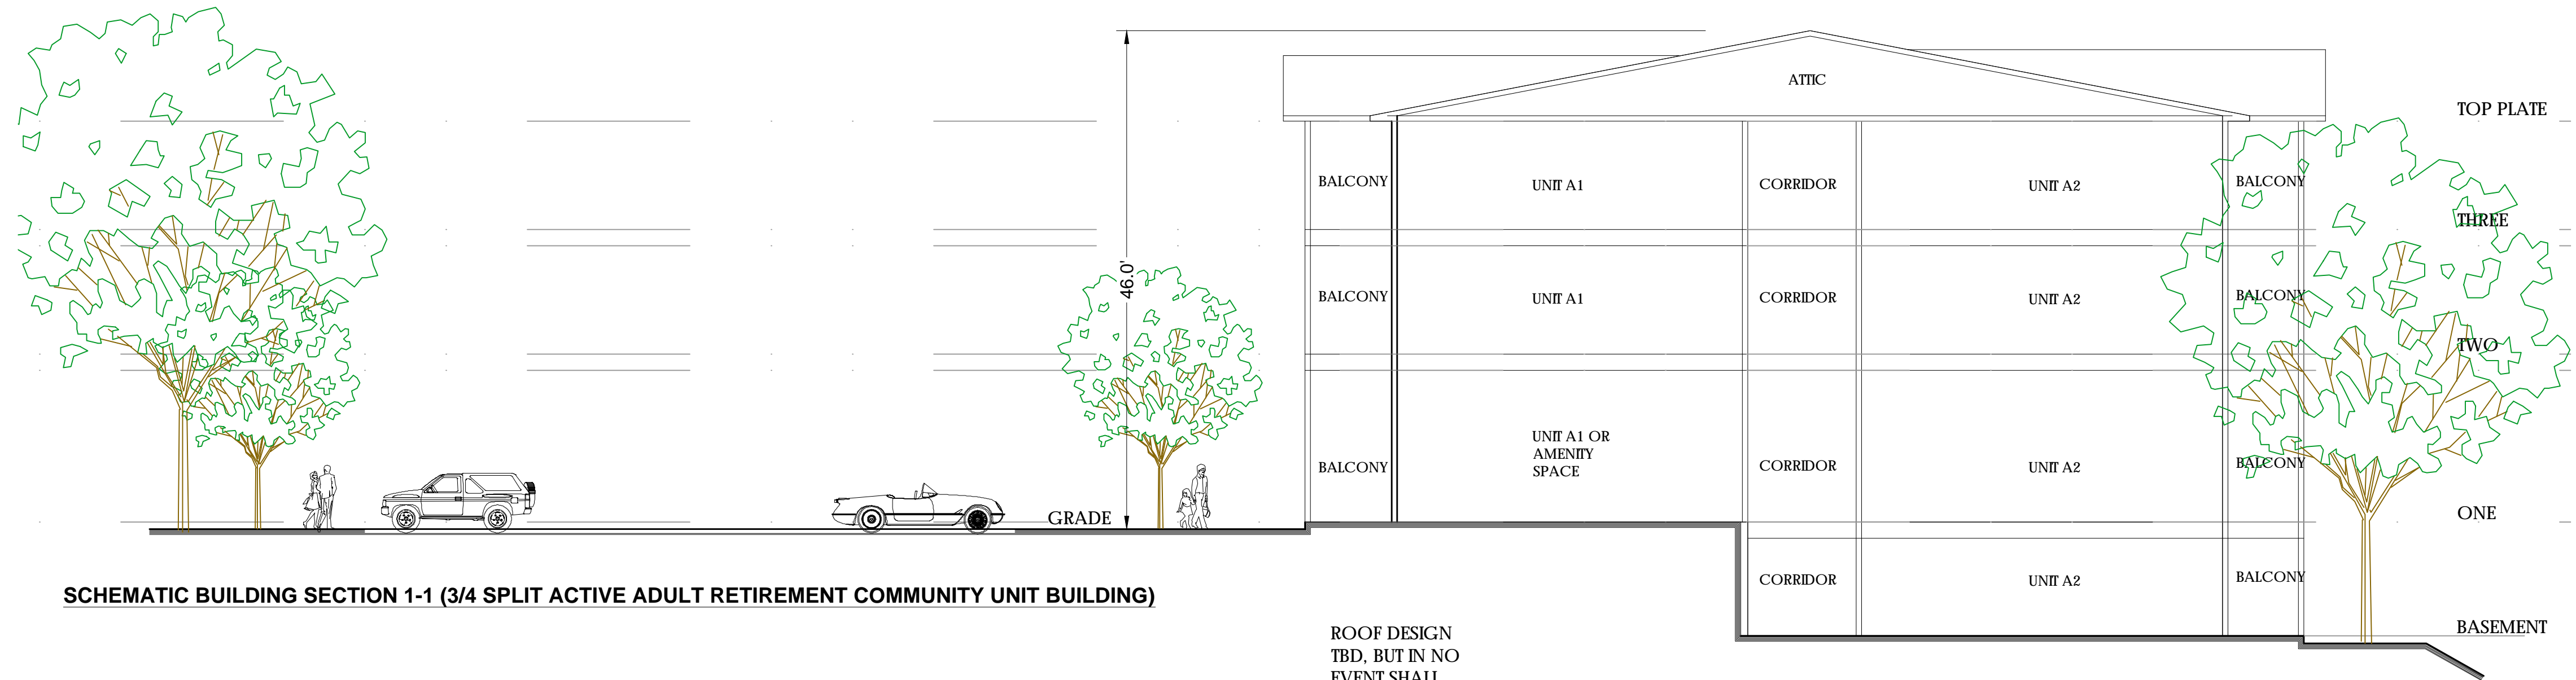 ATTIC
TOP PLATE
BALCONY UNIT A1 CORRIDOR UNIT A2 BALCONY
THREE
46.0'
BALCONY UNIT A1 CORRIDOR UNIT A2 BALCONY
TWO
UNIT A1 OR
AMENITY
SPACE
BALCONY CORRIDOR UNIT A2 BALCONY
GRADE
ONE
CORRIDOR UNIT A2 BALCONY
SCHEMATIC BUILDING SECTION 1-1 (3/4 SPLIT ACTIVE ADULT RETIREMENT COMMUNITY UNIT BUILDING)
BASEMENT
ROOF DESIGN
TBD, BUT IN NO
EVENT SHALL